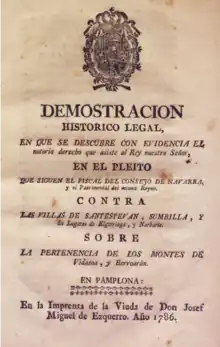 DEMOSTRACION
HISTORICO LEGAL,
EN QUE SE DESCUBRE CON EVIDENCIA EL
notorio derecho que asiste al Rey nuestro Señor,
EN EL PLEITO
QUE SIGUEN EL FISCAL DEL CONSEJO DE NAVARRA,
y el Patrimonial del mismo Reyno.
CONTRA
LAS VILLAS DE SANTESTEVAN, SUMBILLA, Y
los Lugares de Elgorriaga, y Narbarte.
SOBRE
LA PERTENENCIA DE LOS MONTES DE
Vidasua, y Berroarán.
EN PAMPLONA:
En la Imprenta de la Viuda de Don Josef
Miguel de Ezquerro. Año 1786.